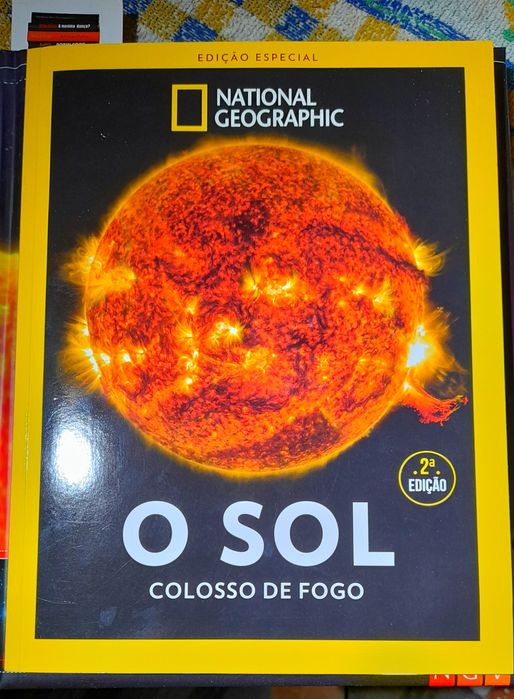 EDIÇÃO ESPECIAL
NATIONAL
GEOGRAPHIC
.2ª.
EDIÇÃO
O SOL
COLOSSO DE FOGO